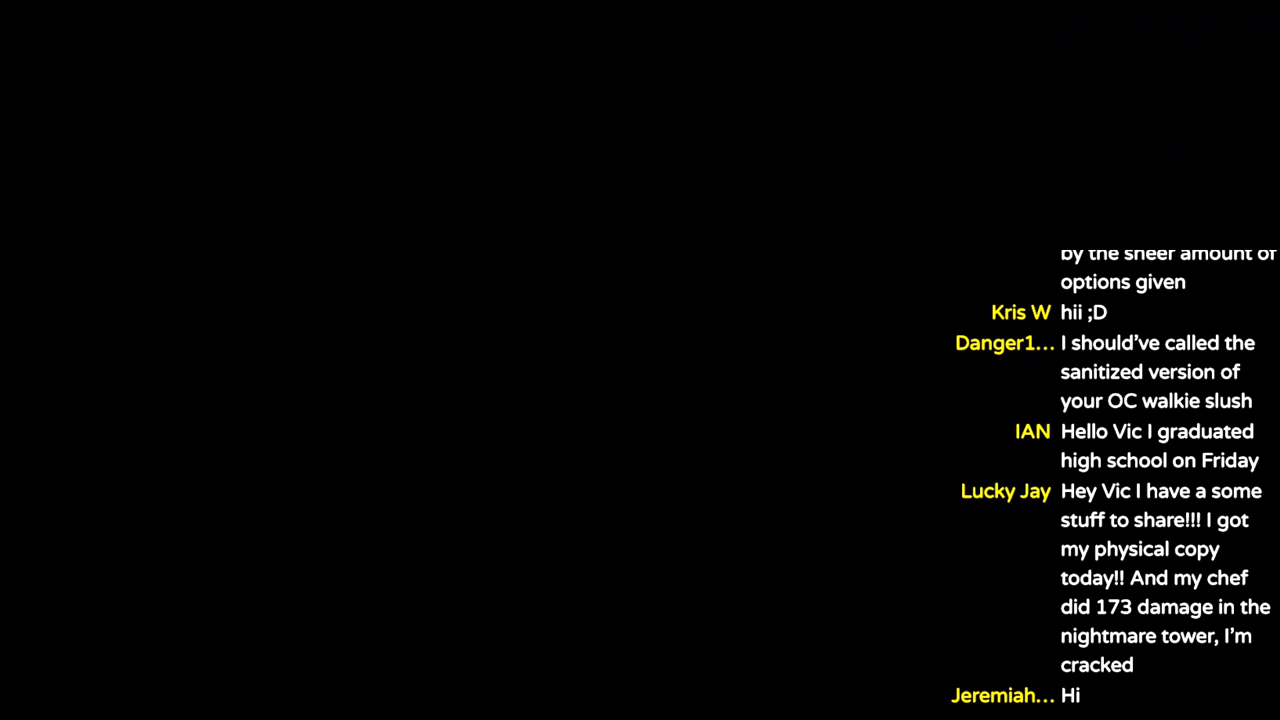 by the sheer amount of
options given
Kris W hii ;D
Danger1... I should've called the
sanitized version of
your OC walkie slush
IAN Hello Vic I graduated
high school on Friday
Lucky Jay Hey Vic I have a some
stuff to share!!! I got
my physical copy
today!! And my chef
did 173 damage in the
nightmare tower, I'm
cracked
Jeremiah... Hi